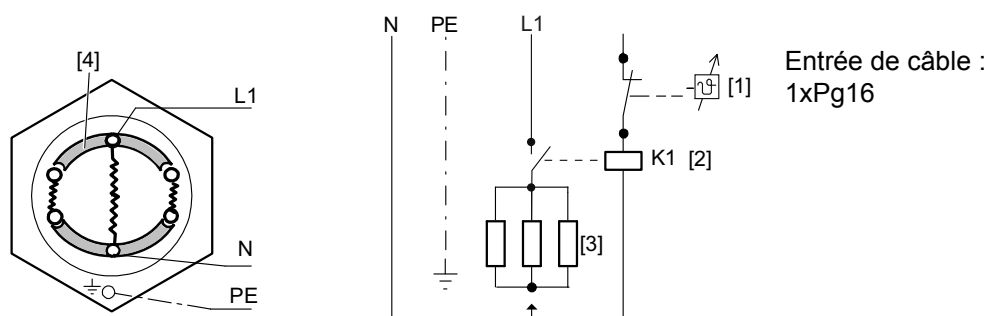 [4]
L1
N
PE
N PE L1
[1]
Entrée de câble :
1xPg16
K1 [2]
[3]